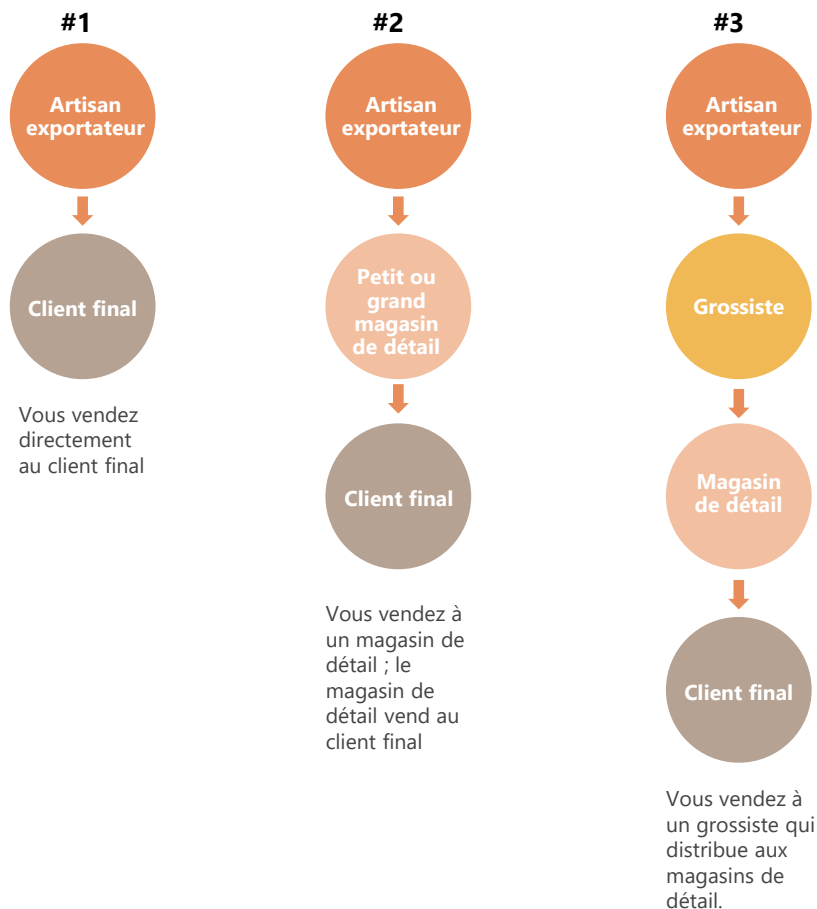 #1
Artisan
exportateur
Client final
Vous vendez
directement
au client final
#2
Artisan
exportateur
Petit ou
grand
magasin
de détail
Client final
Vous vendez à
un magasin de
détail ; le
magasin de
détail vend au
client final
#3
Artisan
exportateur
Grossiste
Magasin
de détail
Client final
Vous vendez à
un grossiste qui
distribue aux
magasins de
détail.